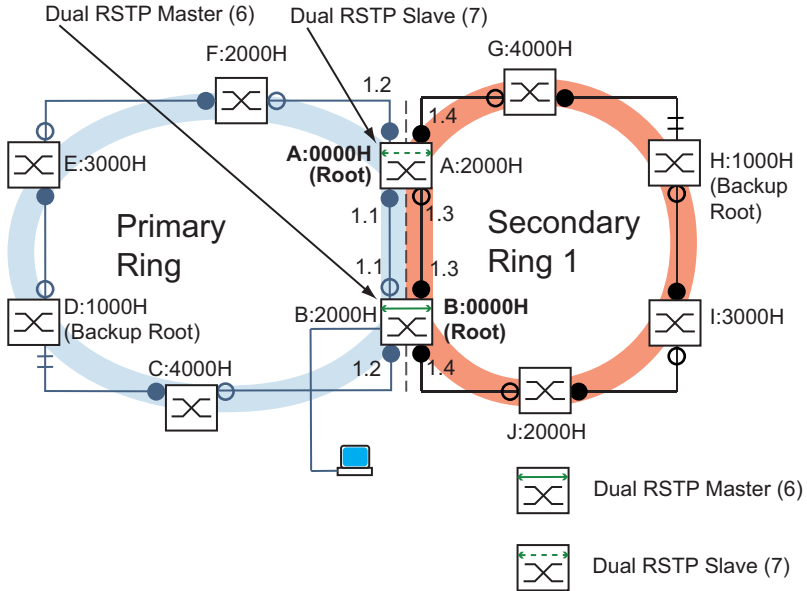 Dual RSTP Master (6)
Dual RSTP Slave (7)
F:2000H
1.2
G:4000H
1.4
E:3000H
A:0000H
(Root)
A:2000H
H:1000H
(Backup
Root)
1.1
1.3
Primary
Ring
Secondary
Ring 1
1.1
1.3
D:1000H
(Backup Root)
B:2000H
B:0000H
(Root)
I:3000H
C:4000H
1.2
1.4
J:2000H
Dual RSTP Master (6)
Dual RSTP Slave (7)